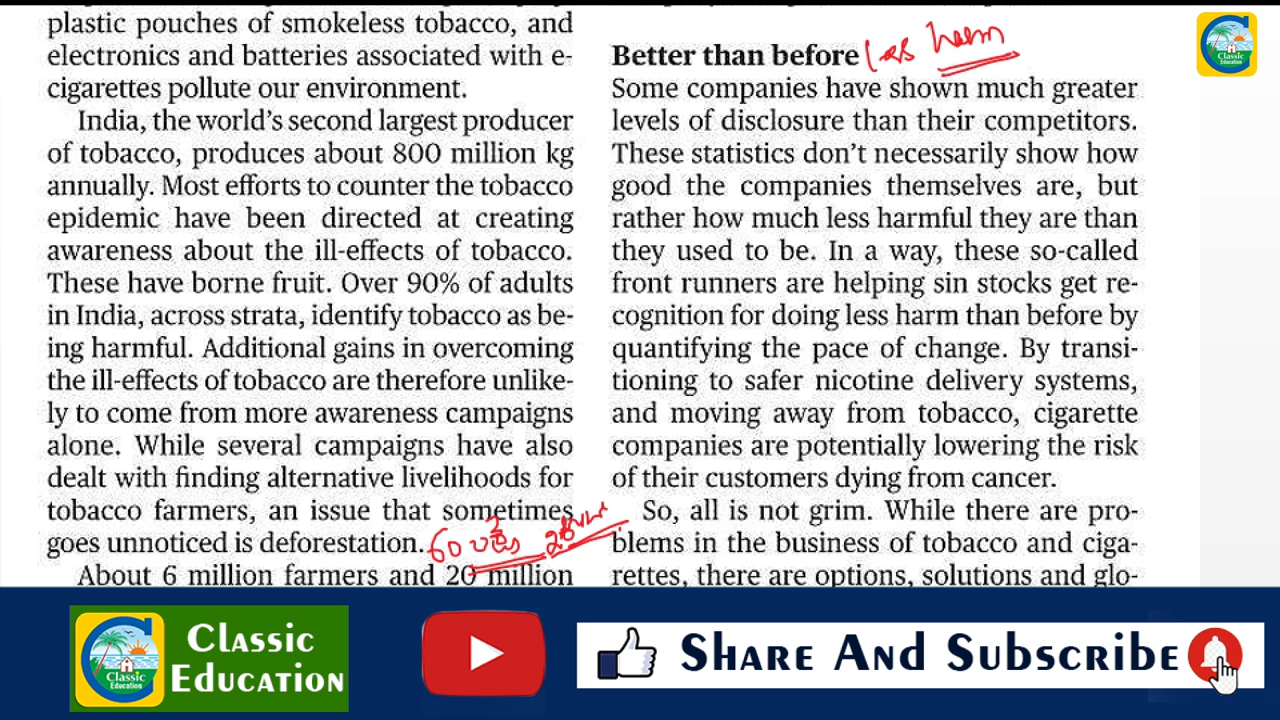 plastic pouches of smokeless tobacco, and
electronics and batteries associated with e-
cigarettes pollute our environment.
India, the world's second largest producer
of tobacco, produces about 800 million kg
annually. Most efforts to counter the tobacco
epidemic have been directed at creating
awareness about the ill-effects of tobacco.
These have borne fruit. Over 90% of adults
in India, across strata, identify tobacco as be-
ing harmful. Additional gains in overcoming
the ill-effects of tobacco are therefore unlike-
ly to come from more awareness campaigns
alone. While several campaigns have also
dealt with finding alternative livelihoods for
tobacco farmers, an issue that sometimes
goes unnoticed is deforestation. 60
About 6 million farmers and 20 million
Better than before less harm
Some companies have shown much greater
levels of disclosure than their competitors.
These statistics don't necessarily show how
good the companies themselves are, but
rather how much less harmful they are than
they used to be. In a way, these so-called
front runners are helping sin stocks get re-
cognition for doing less harm than before by
quantifying the pace of change. By transi-
tioning to safer nicotine delivery systems,
and moving away from tobacco, cigarette
companies are potentially lowering the risk
of their customers dying from cancer.
So, all is not grim. While there are pro-
blems in the business of tobacco and ciga-
rettes, there are options, solutions and glo-
Classic
Education
Classic
Education
Share And Subscribe
Classic
Education